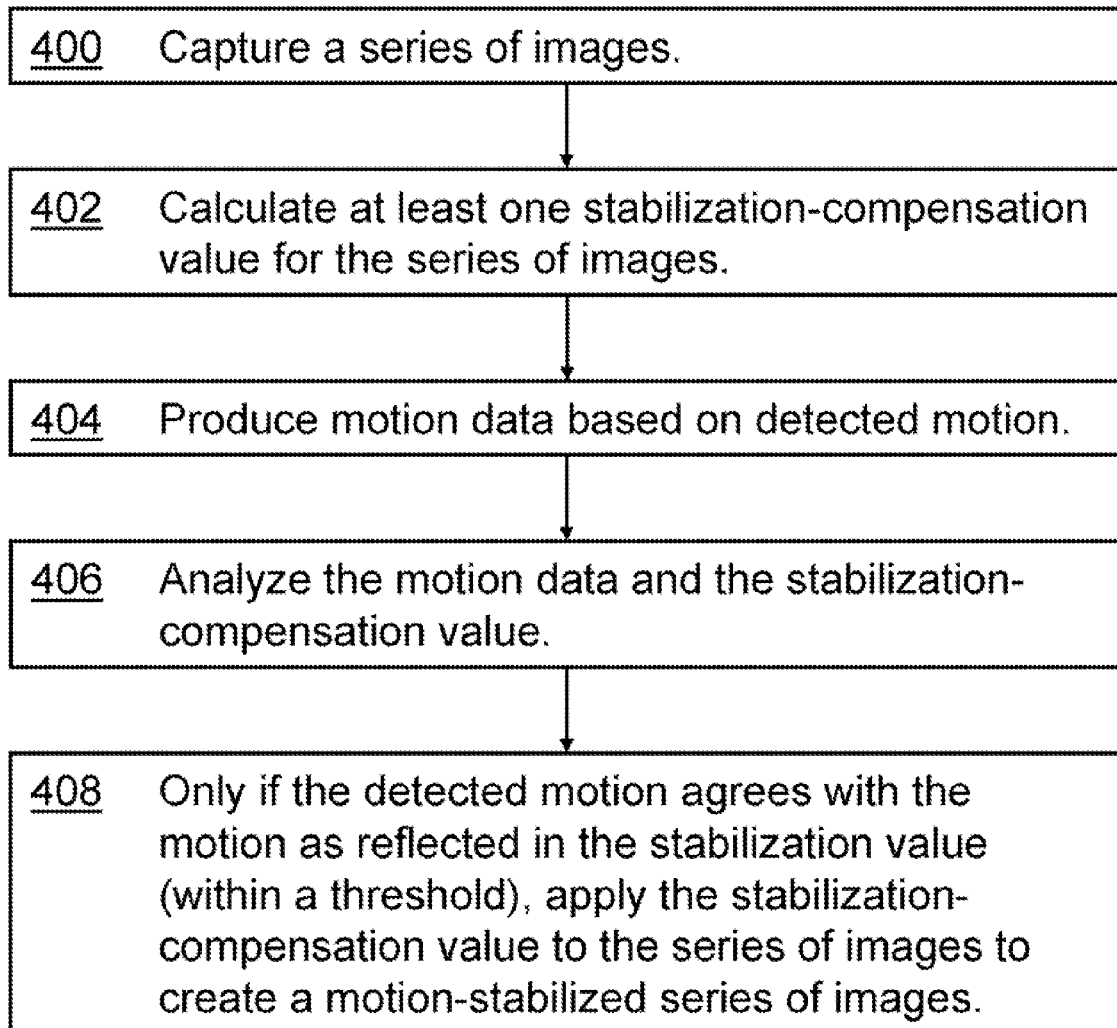 400 Capture a series of images.
402 Calculate at least one stabilization-compensation
value for the series of images.
404 Produce motion data based on detected motion.
406 Analyze the motion data and the stabilization-
compensation value.
408 Only if the detected motion agrees with the
motion as reflected in the stabilization value
(within a threshold), apply the stabilization-
compensation value to the series of images to
create a motion-stabilized series of images.